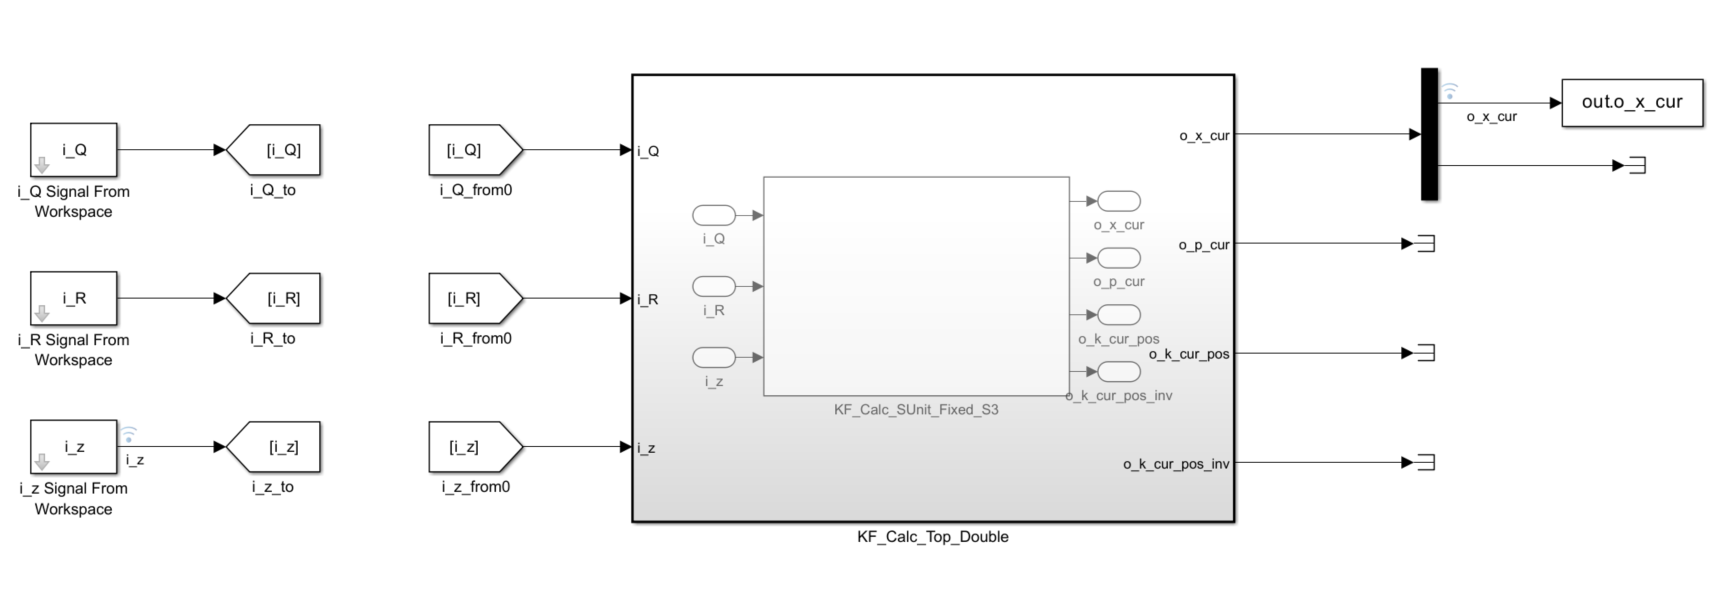 i_Q
i_Q Signal From
Workspace
[i_Q]
i_Q_to
[i_Q]
i_Q_from0
i_R
i_R Signal From
Workspace
[i_R]
i_R_to
[i_R]
i_R_from0
i_z
i_z
i_z Signal From
Workspace
[i_z]
i_z_to
[i_z]
i_z_from0
i_Q
i_R
i_z
i_Q
i_R
i_z
KF_Calc_SUnit_Fixed_S3
o_x_cur
o_p_cur
o_k_cur_pos
o_k_cur_pos_inv
o_x_cur
o_p_cur
o_k_cur_pos
o_k_cur_pos_inv
KF_Calc_Top_Double
o_x_cur
out.o_x_cur